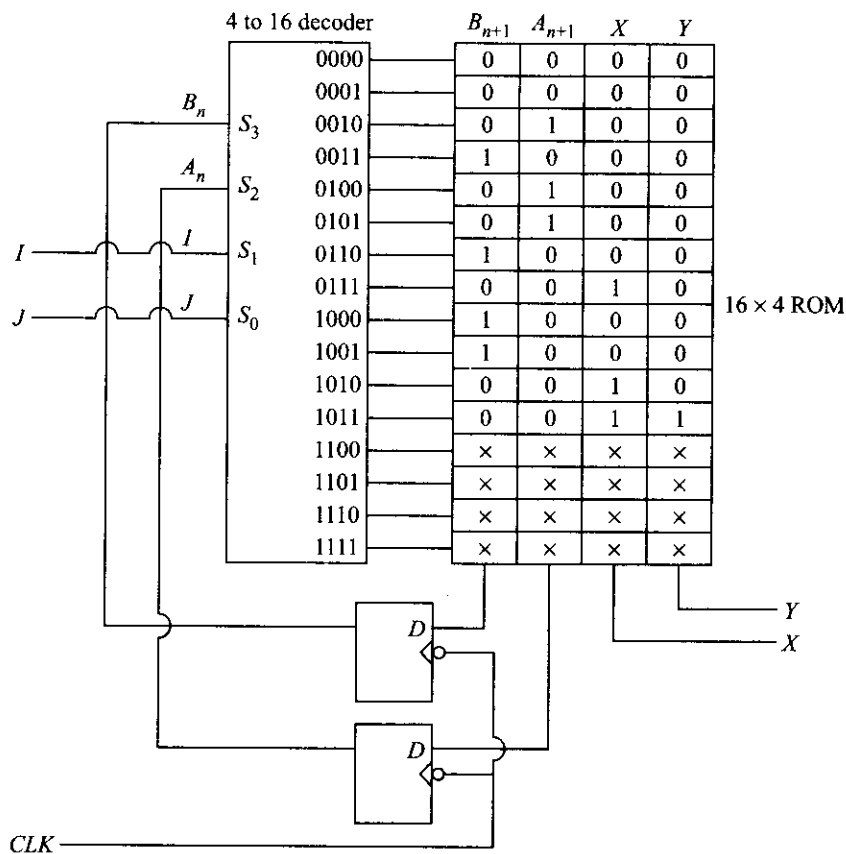 4 to 16 decoder
B_{n+1} A_{n+1} X Y
0000 0 0 0 0
0001 0 0 0 0
B_n
S_3 0010 0 1 0 0
0011 1 0 0 0
A_n
S_2 0100 0 1 0 0
0101 0 1 0 0
I I S_1 0110 1 0 0 0
0111 0 0 1 0
16 × 4 ROM
J J S_0 1000 1 0 0 0
1001 1 0 0 0
1010 0 0 1 0
1011 0 0 1 1
1100 × × × ×
1101 × × × ×
1110 × × × ×
1111 × × × ×
Y
D
X
D
CLK